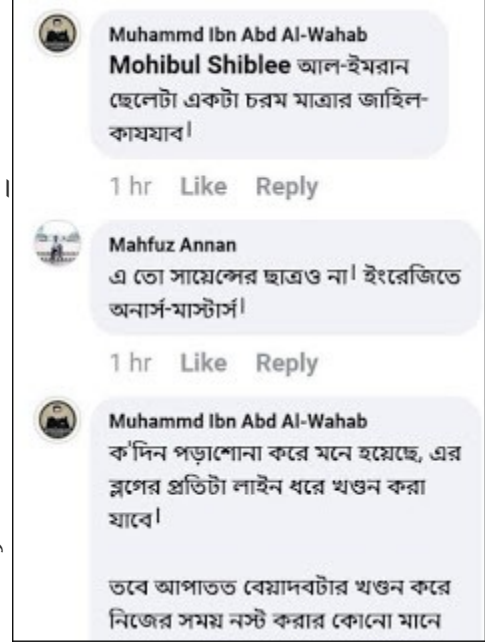 Muhammd Ibn Abd Al-Wahab
Mohibul Shiblee আল-ইমরান
ছেলেটা একটা চরম মাত্রার জাহিল-
কাযযাব।
1 hr Like Reply
Mahfuz Annan
এ তো সায়েন্সের ছাত্রও না। ইংরেজিতে
অনার্স-মাস্টার্স।
1 hr Like Reply
Muhammd Ibn Abd Al-Wahab
ক'দিন পড়াশোনা করে মনে হয়েছে, এর
ব্লগের প্রতিটা লাইন ধরে খণ্ডন করা
যাবে।
তবে আপাতত বেয়াদবটার খণ্ডন করে
নিজের সময় নস্ট করার কোনো মানে